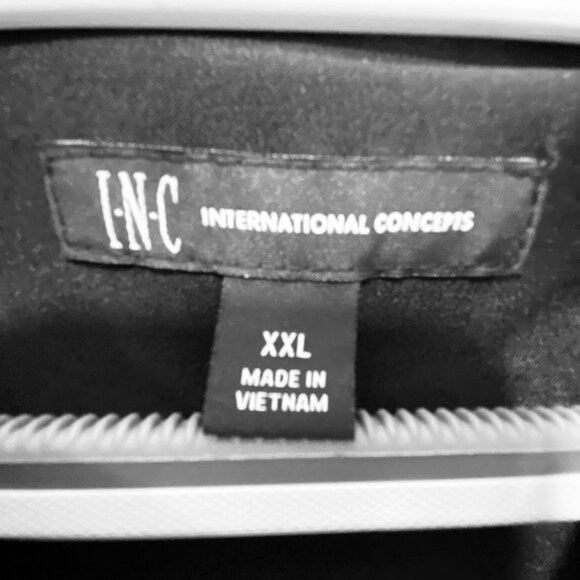 I·N·C INTERNATIONAL CONCEPTS
XXL
MADE IN
VIETNAM